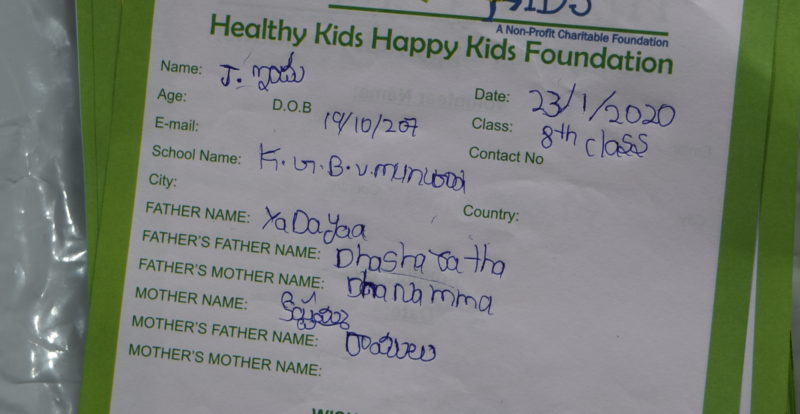 KIDS
A Non-Profit Charitable Foundation
Healthy Kids Happy Kids Foundation
Name: J.
Date: 23/1/2020
Age:
D.O.B 19/10/207
Class: 8th class
E-mail:
Contact No
School Name: K.G.B.V.
City:
Country:
FATHER NAME: YaDayaa
FATHER'S FATHER NAME: Dhasharatha
FATHER'S MOTHER NAME: Dhanamma
MOTHER NAME:
MOTHER'S FATHER NAME:
MOTHER'S MOTHER NAME: